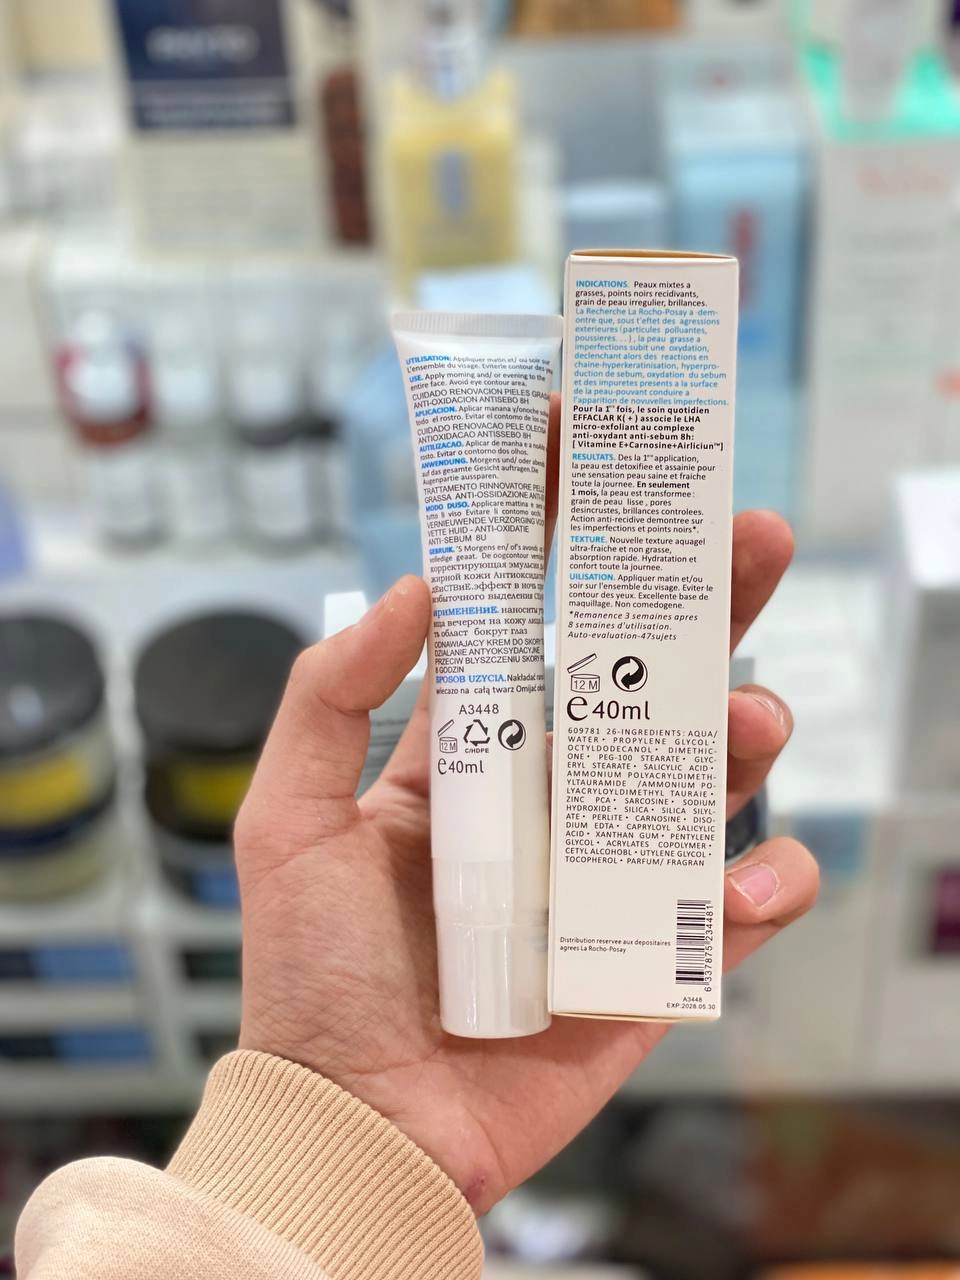 UTILISATION: Appliquer matin et/ ou soir sur
L'ensemble du visage. Eviterle contour des
USE. Apply morning and/ or evening to the
entire face. Avoid eye contour area.
CUIDADO RENOVACION PIELES
ANTI-OXIDACION ANTISEBO 8H
APLICACION. Aplicar manana y/onoche
todo el rostro. Evitar el contorno de los
CUIDADO RENOVACAO PELE OLEOSA
ANTIOXIDACAO ANTISSEBO 8H
AUTILIZACAO. Aplicar de manha e a
rosto. Evitar o contorno dos olhos.
ANWENDUNG. Morgens und/ oder
auf das gesamte Gesicht auftragen.Die
Augenpartie aussparen.
TRATTAMENTO RINNOVATORE PELLE
GRASSA ANTI-OSSIDAZIONE
MODO DUSO. Applicare mattina e
tutto il viso Evitare il contorno
VERNIEUWENDE VERZORGING
VETTE HUID - ANTI-OXIDATIE
ANTI-SEBUM 8U
GEBRUIK. 'S Morgens en/ of's avonds
volledige geaat. De oogcontour
корректирующая эмульсия
жирной кожи
эффект в
избыточного выделения
ПРИМЕНЕНИЕ. наносить
вечером на кожу
област бокруг глаз
ODNAWIAJACY KREM DO SKORY
DZIALANIE ANTYOKSYDACYJNE
PRZECIW BLYSZCZENIU SKORY
8 GODZIN
SPOSOB UZYCIA. Nakładać
wieczazo na całą twarz Omijać
A3448
12 M
C/HDPE
e40ml
INDICATIONS. Peaux mixtes a
grasses, points noirs recidivants,
grain de peau irregulier, brillances.
La Recherche La Rocho-Posay a -dem-
ontre que, sous t'effet des agressions
exterieures (particules polluantes,
poussieres. . . ) , la peau grasse a
imperfections subit une oxydation,
declenchant alors des reactions en
chaine-hyperkeratinisation, hyperpro-
duction de sebum, oxydation du sebum
et des impuretes presents a la surface
de la peau-pouvant conduire a
l'apparition de novuvelles imperfections.
Pour la 1re fois, le soin quotidien
EFFACLAR K( + ) associe le LHA
micro-exfoliant au complexe
anti-oxydant anti-sebum 8h:
[ Vitamine E+Carnosine+Airlicium™]
RESULTATS. Des la 1ere application,
la peau est detoxifiee et assainie pour
une sensation peau saine et fraiche
toute la journee. En seulement
1 mois, la peau est transformee :
grain de peau lisse , pores
desincrustes, brillances controlees.
Action anti-recidive demontree sur
les imperfections et points noirs*.
TEXTURE. Nouvelle texture aquagel
ultra-fraiche et non grasse,
absorption rapide. Hydratation et
confort toute la journee.
UILISATION. Appliquer matin et/ou
soir sur l'ensemble du visage. Eviter le
contour des yeux. Excellente base de
maquillage. Non comedogene.
*Remanence 3 semaines apres
8 semaines d'utilisation.
Auto-evaluation-47sujets
12 M
e40ml
609781 26-INGREDIENTS: AQUA/
WATER • PROPYLENE GLYCOL •
OCTYLDODECANOL • DIMETHIC-
ONE • PEG-100 STEARATE • GLYC-
ERYL STEARATE • SALICYLIC ACID •
AMMONIUM POLYACRYLDIMETH-
YLTAURAMIDE /AMMONIUM PO-
LYACRYLOYLDIMETHYL TAURAIE •
ZINC PCA • SARCOSINE • SODIUM
HYDROXIDE • SILICA • SILICA SILYL-
ATE • PERLITE • CARNOSINE • DISO-
DIUM EDTA • CAPRYLOYL SALICYLIC
ACID • XANTHAN GUM • PENTYLENE
GLYCOL • ACRYLATES COPOLYMER •
CETYL ALCOHOBL • UTYLENE GLYCOL •
TOCOPHEROL • PARFUM/ FRAGRAN
Distribution reservee aux depositaires
agrees La Rocho-Posay
6 337875 234481
A3448
EXP:2028.05.30